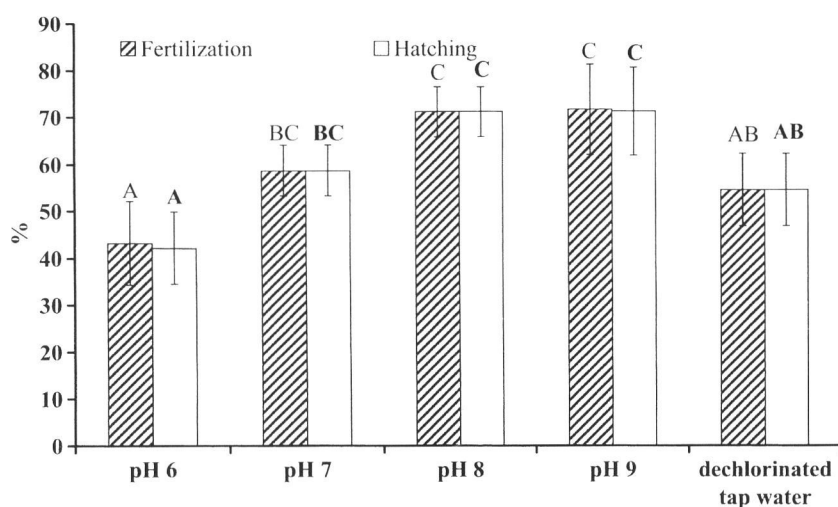 90
Fertilization Hatching
80
C C C C
70
BC BC
AB AB
60
A A
50
%
40
30
20
10
0
pH 6 pH 7 pH 8 pH 9 dechlorinated
tap water